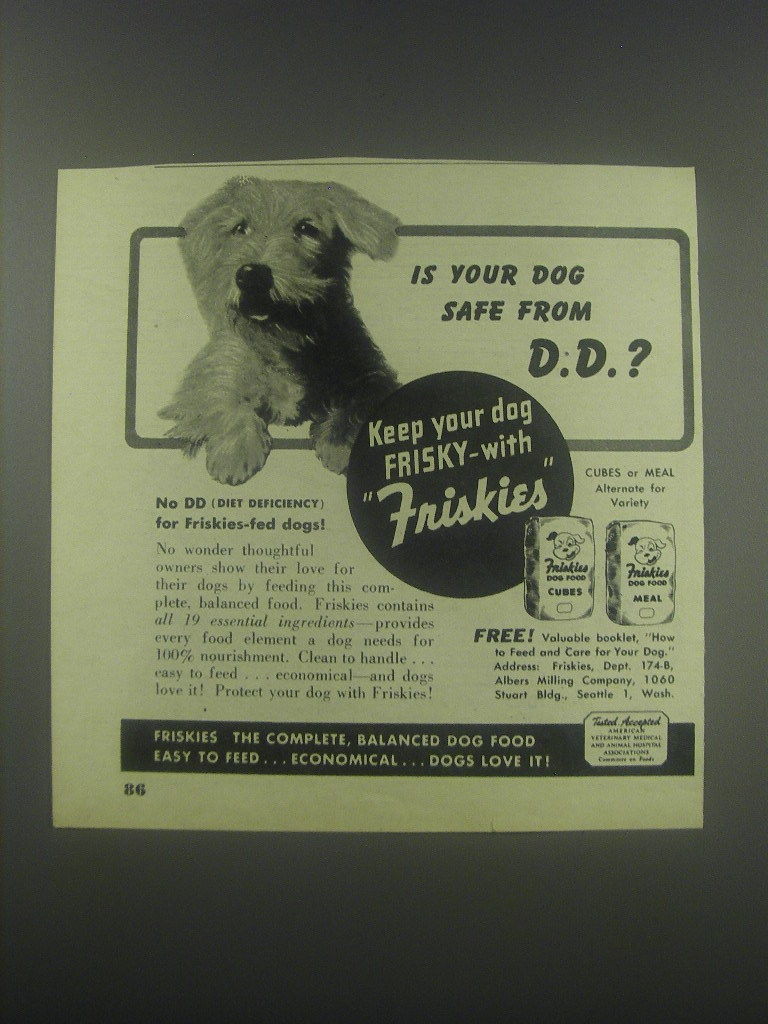 IS YOUR DOG
SAFE FROM
D.D.?
Keep your dog
FRISKY-with
"Friskies"
No DD (DIET DEFICIENCY)
for Friskies-fed dogs!
No wonder thoughtful
owners show their love for
their dogs by feeding this com-
plete, balanced food. Friskies contains
all 19 essential ingredients—provides
every food element a dog needs for
100% nourishment. Clean to handle . . .
easy to feed . . . economical—and dogs
love it! Protect your dog with Friskies!
CUBES or MEAL
Alternate for
Variety
Friskies
DOG FOOD
CUBES
Friskies
DOG FOOD
MEAL
FREE! Valuable booklet, "How
to Feed and Care for Your Dog."
Address: Friskies, Dept. 174-B,
Albers Milling Company, 1060
Stuart Bldg., Seattle 1, Wash.
FRISKIES THE COMPLETE, BALANCED DOG FOOD
EASY TO FEED . . . ECONOMICAL . . . DOGS LOVE IT!
Tested, Accepted
AMERICAN
VETERINARY MEDICAL
AND ANIMAL HOSPITAL
ASSOCIATIONS
Committee on Foods
86